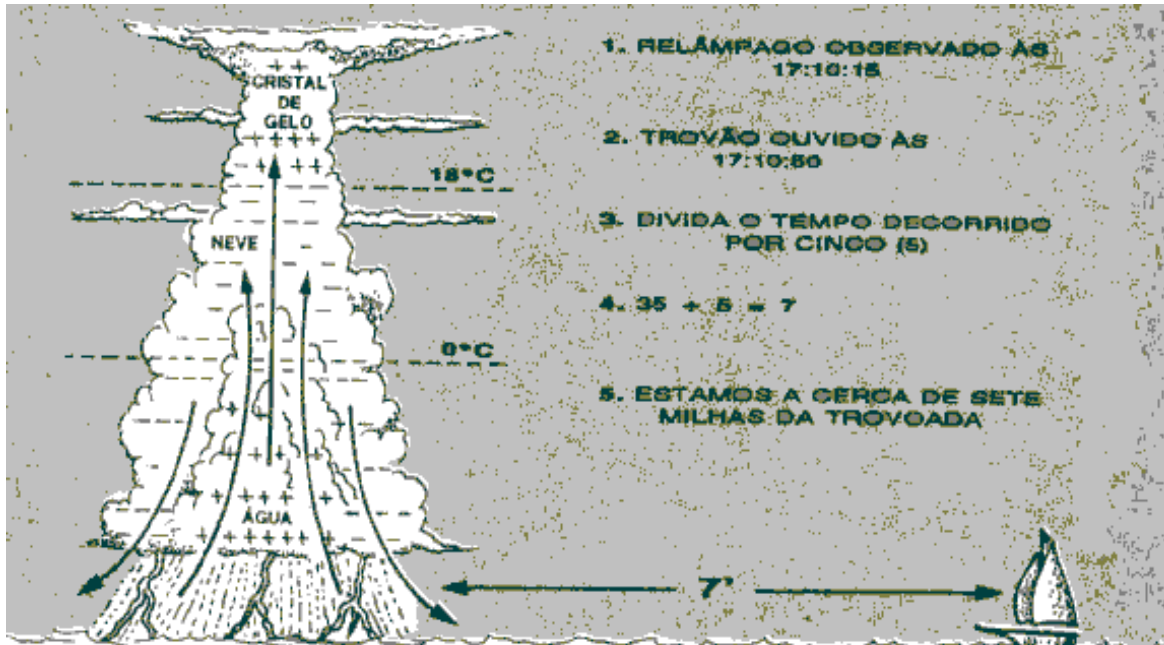 CRISTAL
DE
GELO
18°C
NEVE
0°C
ÁGUA
1. RELÂMPAGO OBSERVADO ÀS
17:10:15
2. TROVÃO OUVIDO ÀS
17:10:50
3. DIVIDA O TEMPO DECORRIDO
POR CINCO (5)
4. 35 ÷ 5 = 7
5. ESTAMOS A CERCA DE SETE
MILHAS DA TROVOADA
7'